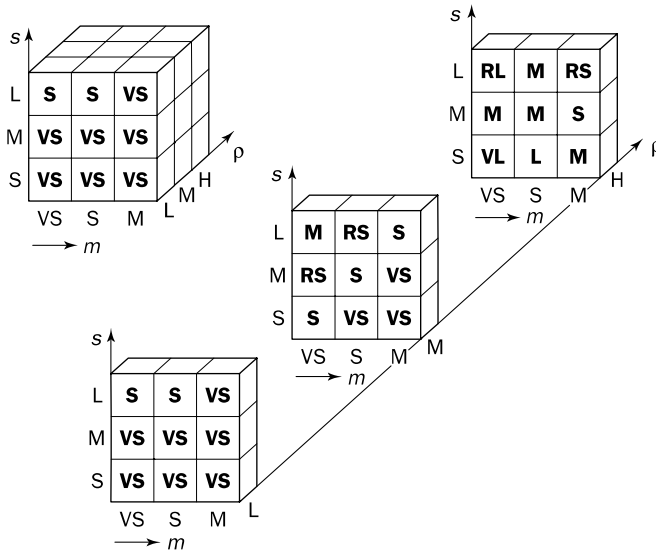 s
L S S VS
M VS VS VS
S VS VS VS
VS S M L M H ρ
m
s
L RL M RS
M M M S
S VL L M
VS S M H ρ
m
s
L M RS S
M RS S VS
S S VS VS
VS S M M
m
s
L S S VS
M VS VS VS
S VS VS VS
VS S M L
m